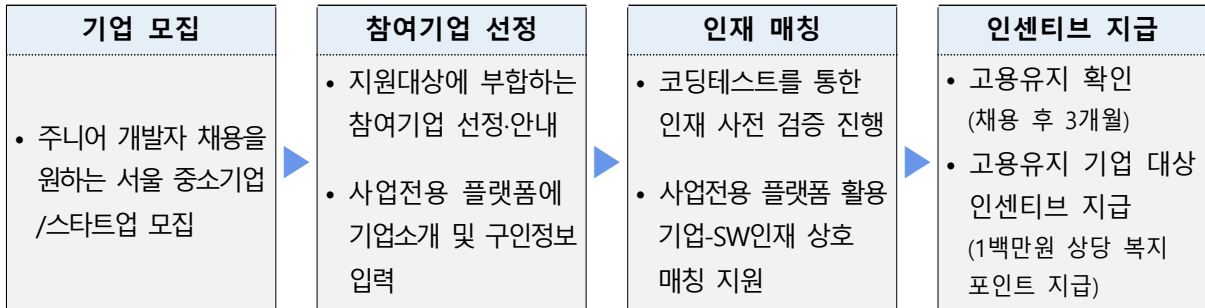 기업 모집
• 주니어 개발자 채용을
원하는 서울 중소기업
/스타트업 모집
참여기업 선정
• 지원대상에 부합하는
참여기업 선정·안내
• 사업전용 플랫폼에
기업소개 및 구인정보
입력
인재 매칭
• 코딩테스트를 통한
인재 사전 검증 진행
• 사업전용 플랫폼 활용
기업-SW인재 상호
매칭 지원
인센티브 지급
• 고용유지 확인
(채용 후 3개월)
• 고용유지 기업 대상
인센티브 지급
(1백만원 상당 복지
포인트 지급)